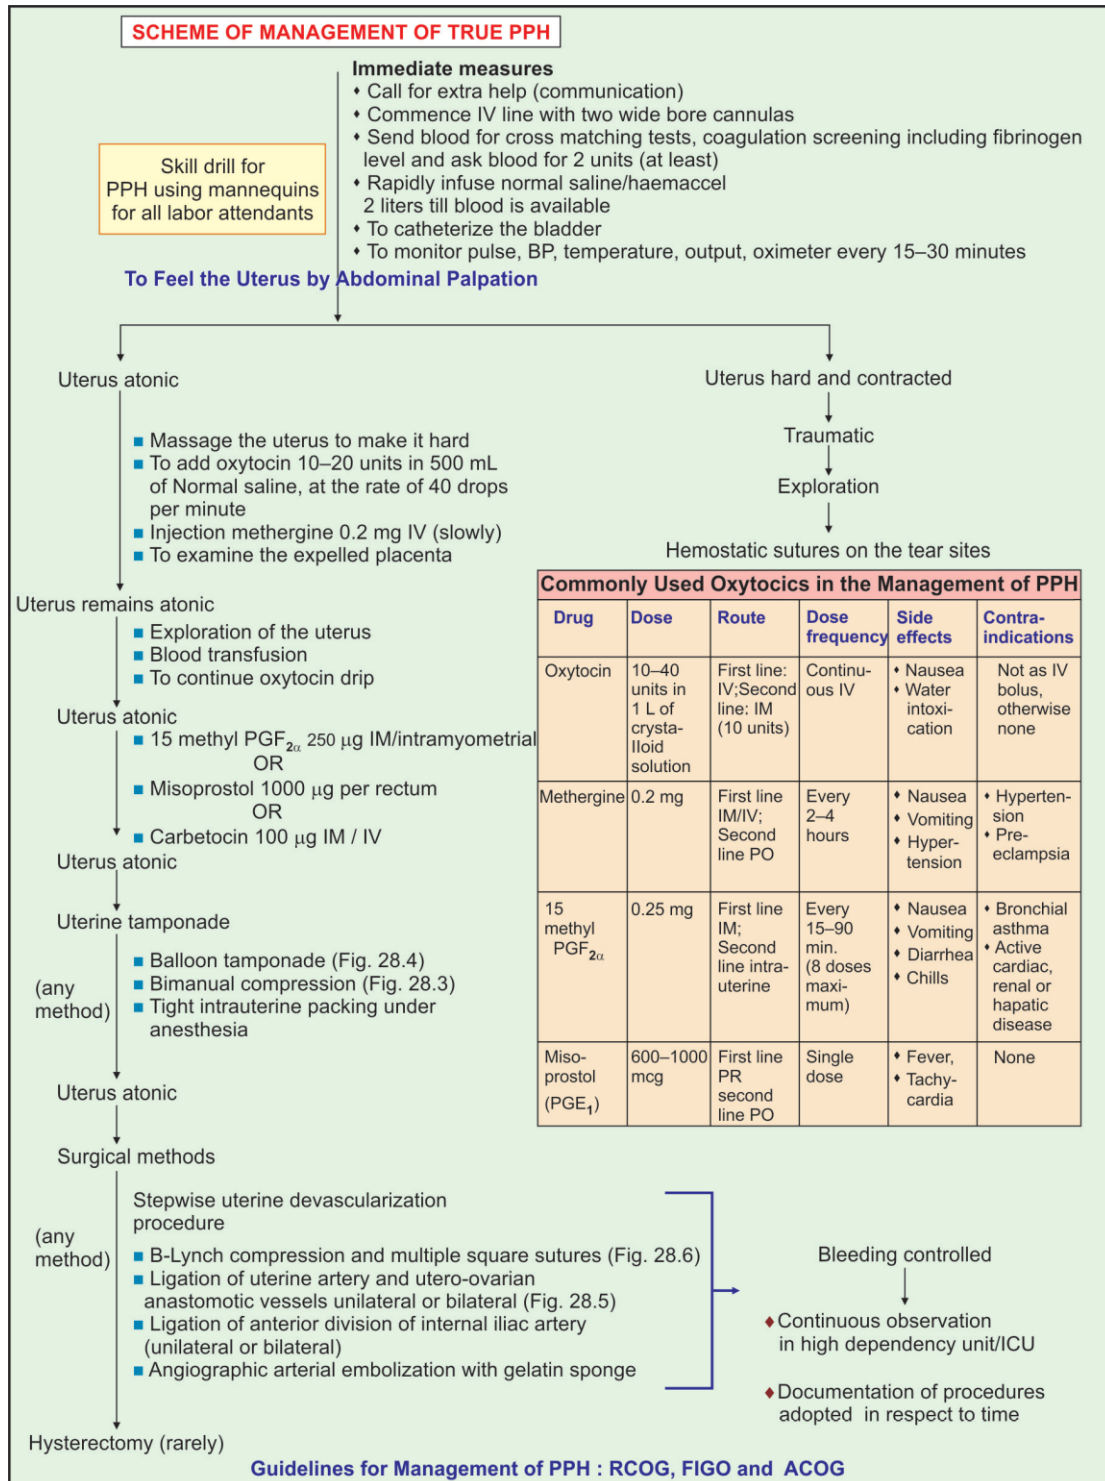 SCHEME OF MANAGEMENT OF TRUE PPH
Immediate measures
♦ Call for extra help (communication)
♦ Commence IV line with two wide bore cannulas
♦ Send blood for cross matching tests, coagulation screening including fibrinogen
level and ask blood for 2 units (at least)
♦ Rapidly infuse normal saline/haemaccel
2 liters till blood is available
♦ To catheterize the bladder
♦ To monitor pulse, BP, temperature, output, oximeter every 15–30 minutes
Skill drill for
PPH using mannequins
for all labor attendants
To Feel the Uterus by Abdominal Palpation
Uterus atonic
■ Massage the uterus to make it hard
■ To add oxytocin 10–20 units in 500 mL
of Normal saline, at the rate of 40 drops
per minute
■ Injection methergine 0.2 mg IV (slowly)
■ To examine the expelled placenta
Uterus remains atonic
■ Exploration of the uterus
■ Blood transfusion
■ To continue oxytocin drip
Uterus atonic
■ 15 methyl PGF2α 250 μg IM/intramyometrial
OR
■ Misoprostol 1000 μg per rectum
OR
■ Carbetocin 100 μg IM / IV
Uterus atonic
Uterine tamponade
(any
method)
■ Balloon tamponade (Fig. 28.4)
■ Bimanual compression (Fig. 28.3)
■ Tight intrauterine packing under
anesthesia
Uterus atonic
Surgical methods
(any
method)
Stepwise uterine devascularization
procedure
■ B-Lynch compression and multiple square sutures (Fig. 28.6)
■ Ligation of uterine artery and utero-ovarian
anastomotic vessels unilateral or bilateral (Fig. 28.5)
■ Ligation of anterior division of internal iliac artery
(unilateral or bilateral)
■ Angiographic arterial embolization with gelatin sponge
Hysterectomy (rarely)
Uterus hard and contracted
Traumatic
Exploration
Hemostatic sutures on the tear sites
Commonly Used Oxytocics in the Management of PPH
Drug
Dose
Route
Dose
frequency
Side
effects
Contra-
indications
Oxytocin
10–40
units in
1 L of
crysta-
lloid
solution
First line:
IV;Second
line: IM
(10 units)
Continu-
ous IV
♦ Nausea
♦ Water
intoxi-
cation
Not as IV
bolus,
otherwise
none
Methergine
0.2 mg
First line
IM/IV;
Second
line PO
Every
2–4
hours
♦ Nausea
♦ Vomiting
♦ Hyper-
tension
♦ Hyperten-
sion
♦ Pre-
eclampsia
15
methyl
PGF2α
0.25 mg
First line
IM;
Second
line intra-
uterine
Every
15–90
min.
(8 doses
maxi-
mum)
♦ Nausea
♦ Vomiting
♦ Diarrhea
♦ Chills
♦ Bronchial
asthma
♦ Active
cardiac,
renal or
hapatic
disease
Miso-
prostol
(PGE1)
600–1000
mcg
First line
PR
second
line PO
Single
dose
♦ Fever,
♦ Tachy-
cardia
None
Bleeding controlled
♦ Continuous observation
in high dependency unit/ICU
♦ Documentation of procedures
adopted in respect to time
Guidelines for Management of PPH : RCOG, FIGO and ACOG